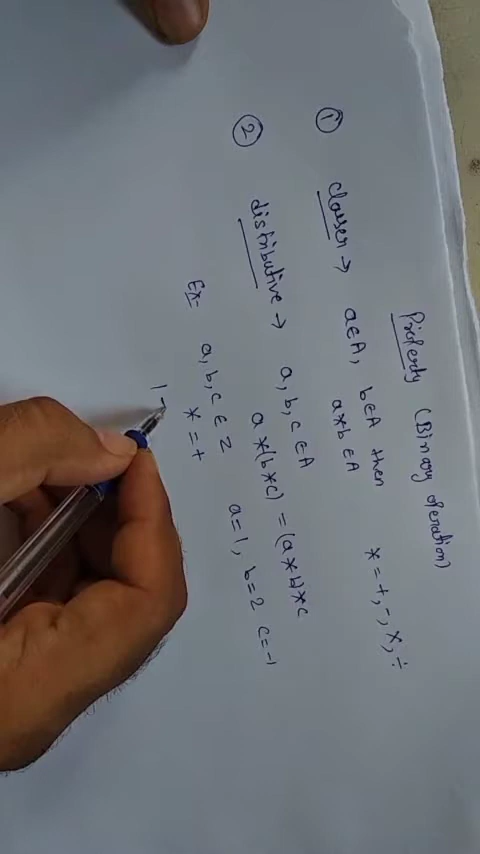 Property (Binary operation)
① Closer → a∈A, b∈A then * = +, -, ×, ÷
a*b∈A
② distributive → a, b, c ∈A
a*(b*c) = (a*b)*c
Ex= a, b, c ∈ Z a=1, b=2 c=-1
* = +
1